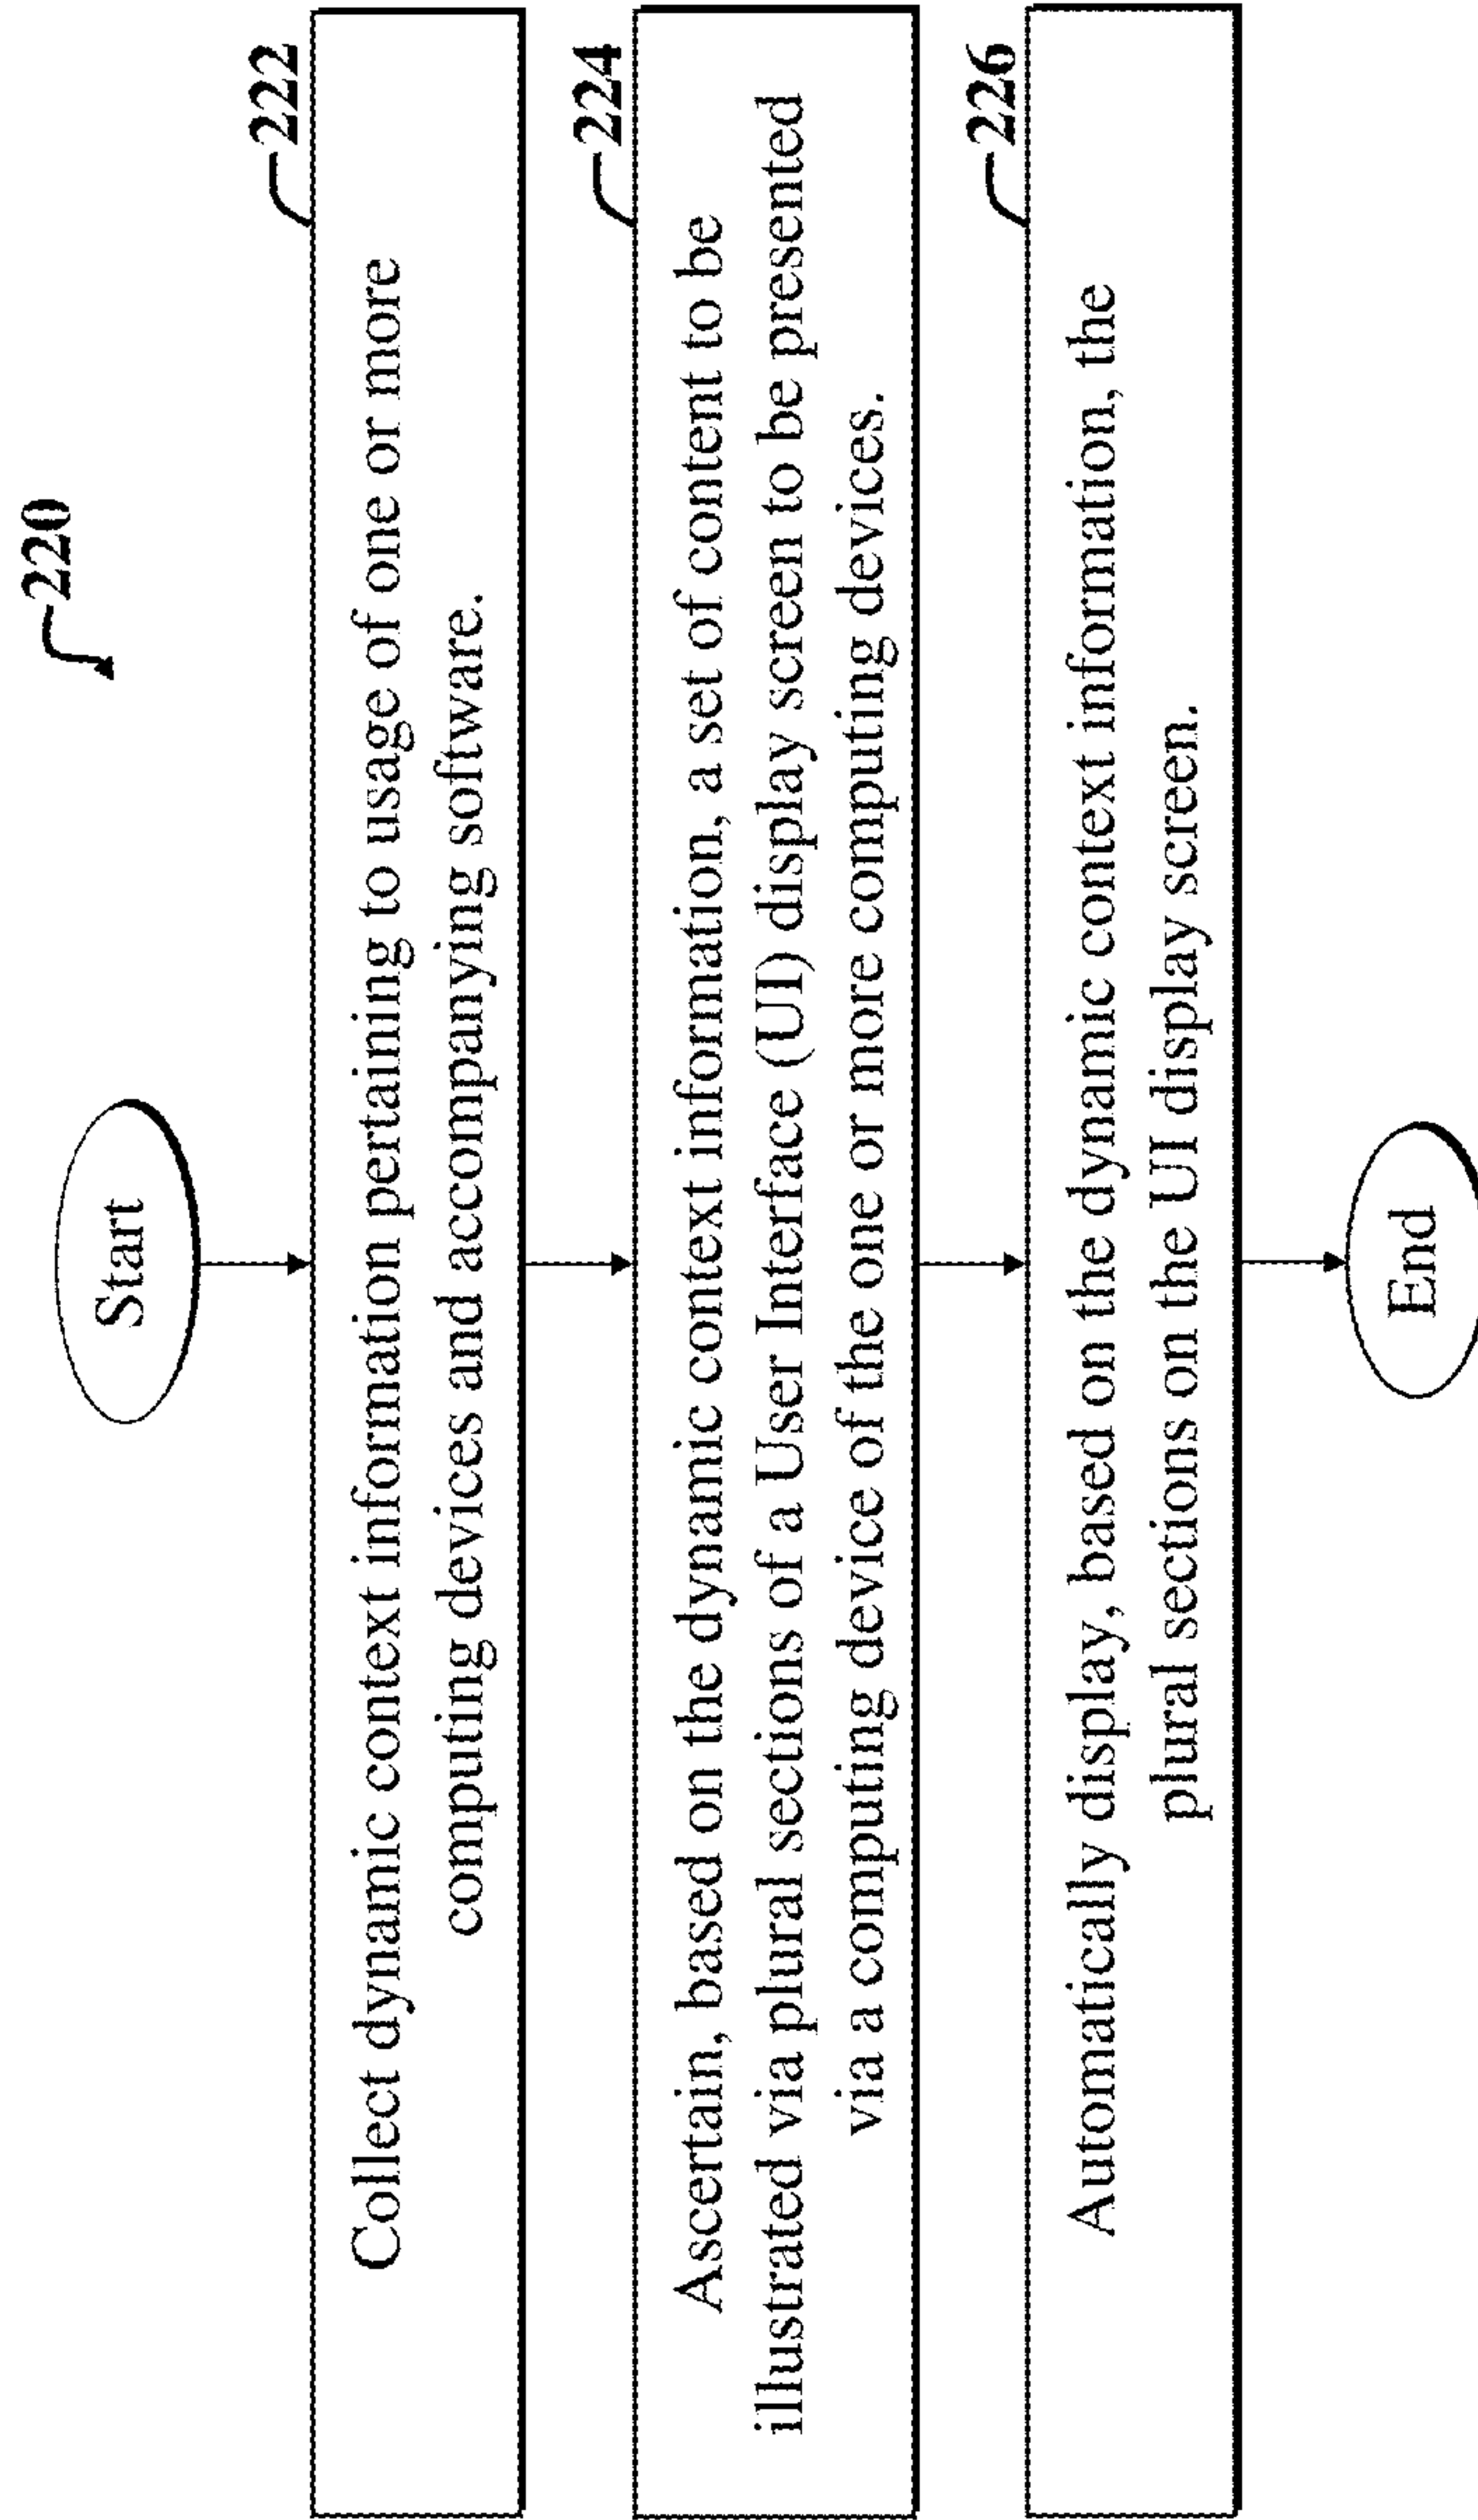 220
Start
222
Collect dynamic context information pertaining to usage of one or more
computing devices and accompanying software.
224
Ascertain, based on the dynamic context information, a set of content to be
illustrated via plural sections of a User Interface (UI) display screen to be presented
via a computing device of the one or more computing devices.
226
Automatically display, based on the dynamic context information, the
plural sections on the UI display screen.
End